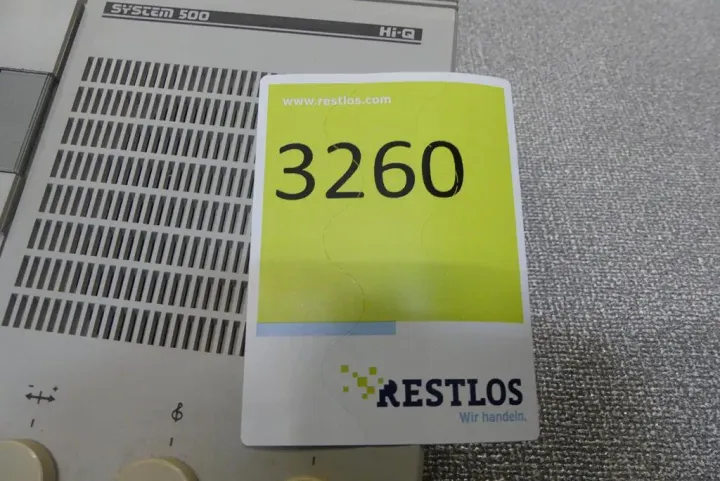 SYSTEM 500
Hi-Q
www.restlos.com
3260
RESTLOS
Wir handeln.